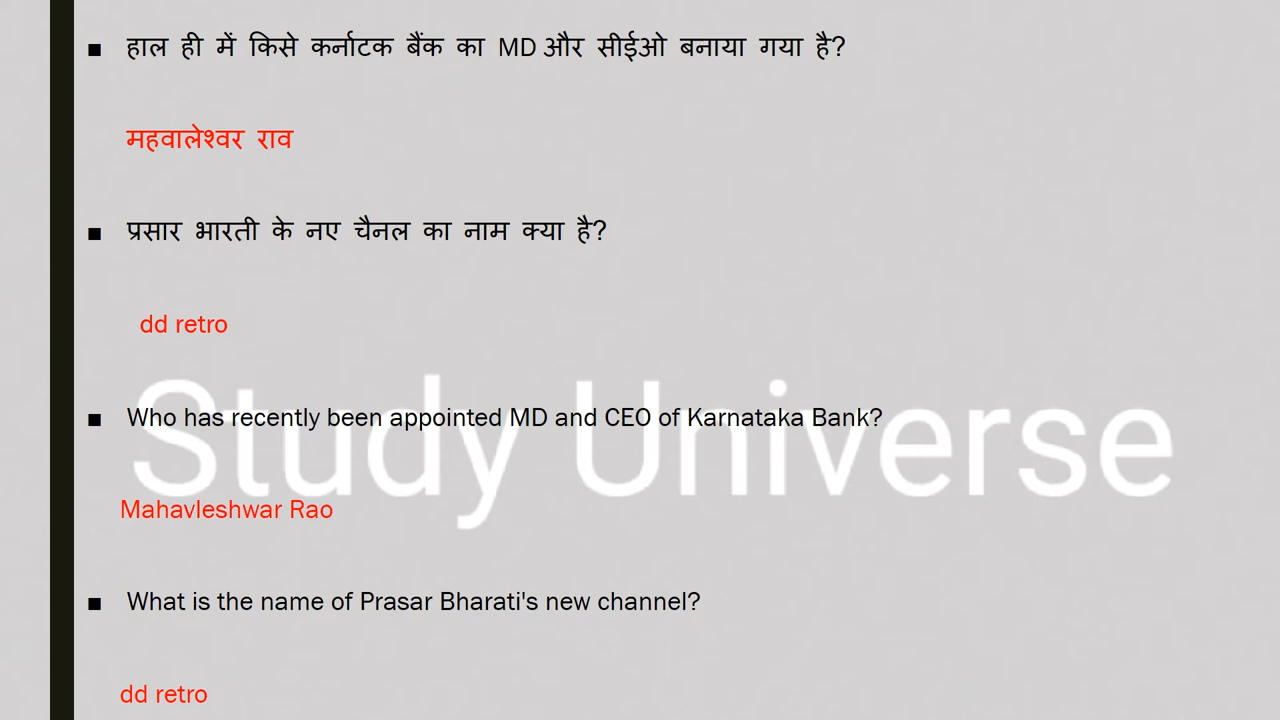 हाल ही में किसे कर्नाटक बैंक का MD और सीईओ बनाया गया है?
महवालेश्वर राव
प्रसार भारती के नए चैनल का नाम क्या है?
dd retro
Study Universe
Who has recently been appointed MD and CEO of Karnataka Bank?
Mahavleshwar Rao
What is the name of Prasar Bharati's new channel?
dd retro